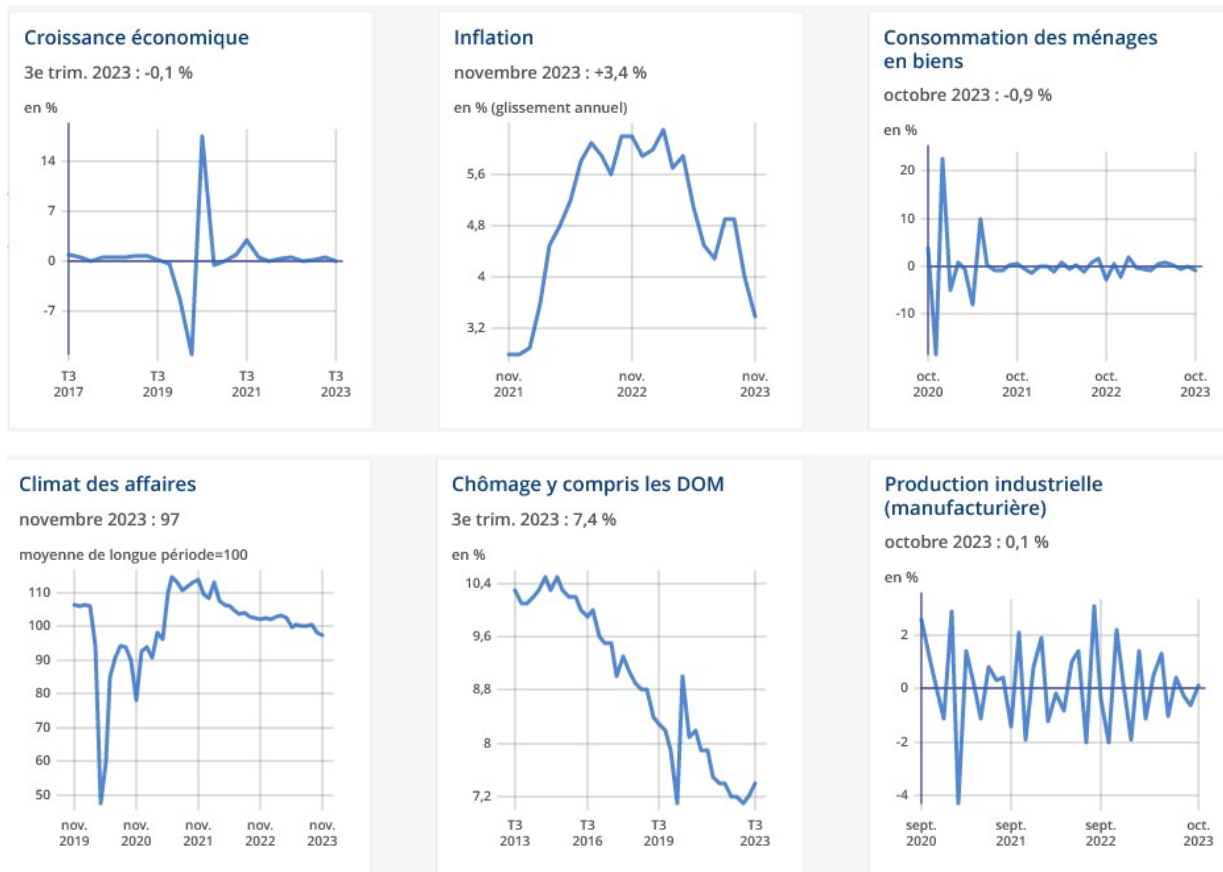 Croissance économique
3e trim. 2023 : -0,1 %
en %
14
7
0
-7
T3 T3 T3 T3
2017 2019 2021 2023
Inflation
novembre 2023 : +3,4 %
en % (glissement annuel)
5,6
4,8
4
3,2
nov. nov. nov.
2021 2022 2023
Consommation des ménages
en biens
octobre 2023 : -0,9 %
en %
20
10
0
-10
oct. oct. oct. oct.
2020 2021 2022 2023
Climat des affaires
novembre 2023 : 97
moyenne de longue période=100
110
100
90
80
70
60
50
nov. nov. nov. nov. nov.
2019 2020 2021 2022 2023
Chômage y compris les DOM
3e trim. 2023 : 7,4 %
en %
10,4
9,6
8,8
8
7,2
T3 T3 T3 T3
2013 2016 2019 2023
Production industrielle
(manufacturière)
octobre 2023 : 0,1 %
en %
2
0
-2
-4
sept. sept. sept. oct.
2020 2021 2022 2023